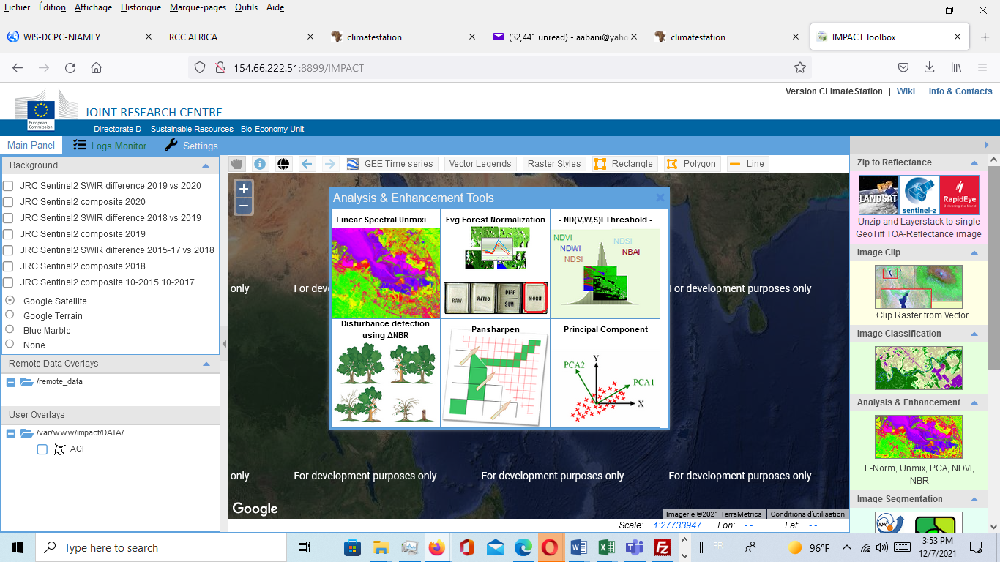 Fichier Édition Affichage Historique Marque-pages Outils Aide
WIS-DCPC-NIAMEY
RCC AFRICA
climatestation
(32,441 unread) - aabani@yaho
climatestation
IMPACT Toolbox
154.66.222.51:8899/IMPACT
Version CLimateStation | Wiki | Info & Contacts
European
Commission
JOINT RESEARCH CENTRE
Directorate D - Sustainable Resources - Bio-Economy Unit
Main Panel Logs Monitor Settings
Background
JRC Sentinel2 SWIR difference 2019 vs 2020
JRC Sentinel2 composite 2020
JRC Sentinel2 SWIR difference 2018 vs 2019
JRC Sentinel2 composite 2019
JRC Sentinel2 SWIR difference 2015-17 vs 2018
JRC Sentinel2 composite 2018
JRC Sentinel2 composite 10-2015 10-2017
Google Satellite
Google Terrain
Blue Marble
None
Remote Data Overlays
/remote_data
User Overlays
/var/www/impact/DATA/
AOI
GEE Time series Vector Legends Raster Styles Rectangle Polygon Line
+
−
Analysis & Enhancement Tools
Linear Spectral Unmixi...
Evg Forest Normalization
RAW RATIO DIFF SUM NORM
- ND(V,W,S)I Threshold -
NDVI NDSI
NDWI NBAI
NDSI
Disturbance detection
using ΔNBR
Pansharpen
Principal Component
PCA2 Y PCA1
X
only For dev For development purposes only
only For development purposes only For development purposes only For development purposes only
Google
Imagerie ©2021 TerraMetrics Conditions d'utilisation
Scale: 1:27733947 Lon: - - Lat: - -
Zip to Reflectance
LANDSAT sentinel-2 RapidEye
Unzip and Layerstack to single
GeoTiff TOA-Reflectance image
Image Clip
Clip Raster from Vector
Image Classification
Analysis & Enhancement
F-Norm, Unmix, PCA, NDVI,
NBR
Image Segmentation
Type here to search
FR
96°F
3:53 PM
12/7/2021